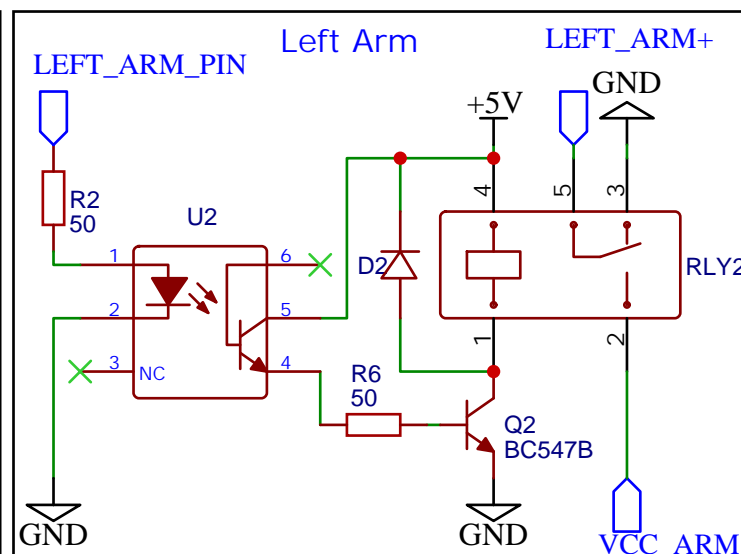 Left Arm
LEFT_ARM+
LEFT_ARM_PIN
GND
+5V
R2
50
U2
4
5
3
1
6
D2
RLY2
2
5
3
NC
4
1
2
R6
50
Q2
BC547B
GND
GND
VCC_ARM